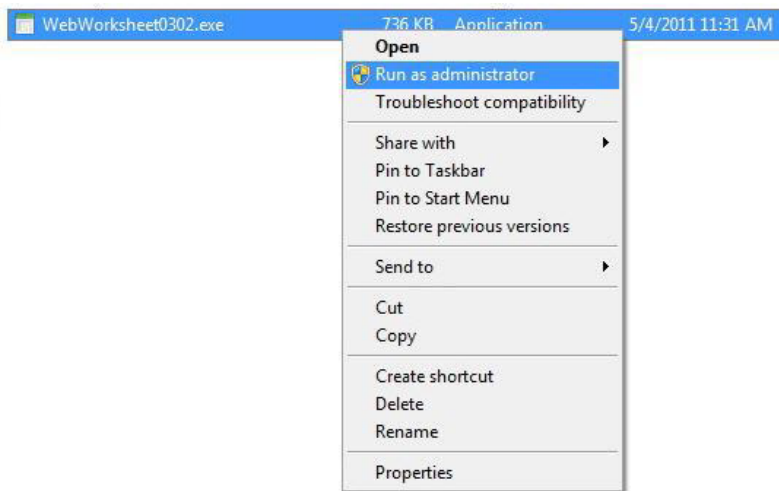 WebWorksheet0302.exe 736 KB Application 5/4/2011 11:31 AM
Open
Run as administrator
Troubleshoot compatibility
Share with
Pin to Taskbar
Pin to Start Menu
Restore previous versions
Send to
Cut
Copy
Create shortcut
Delete
Rename
Properties